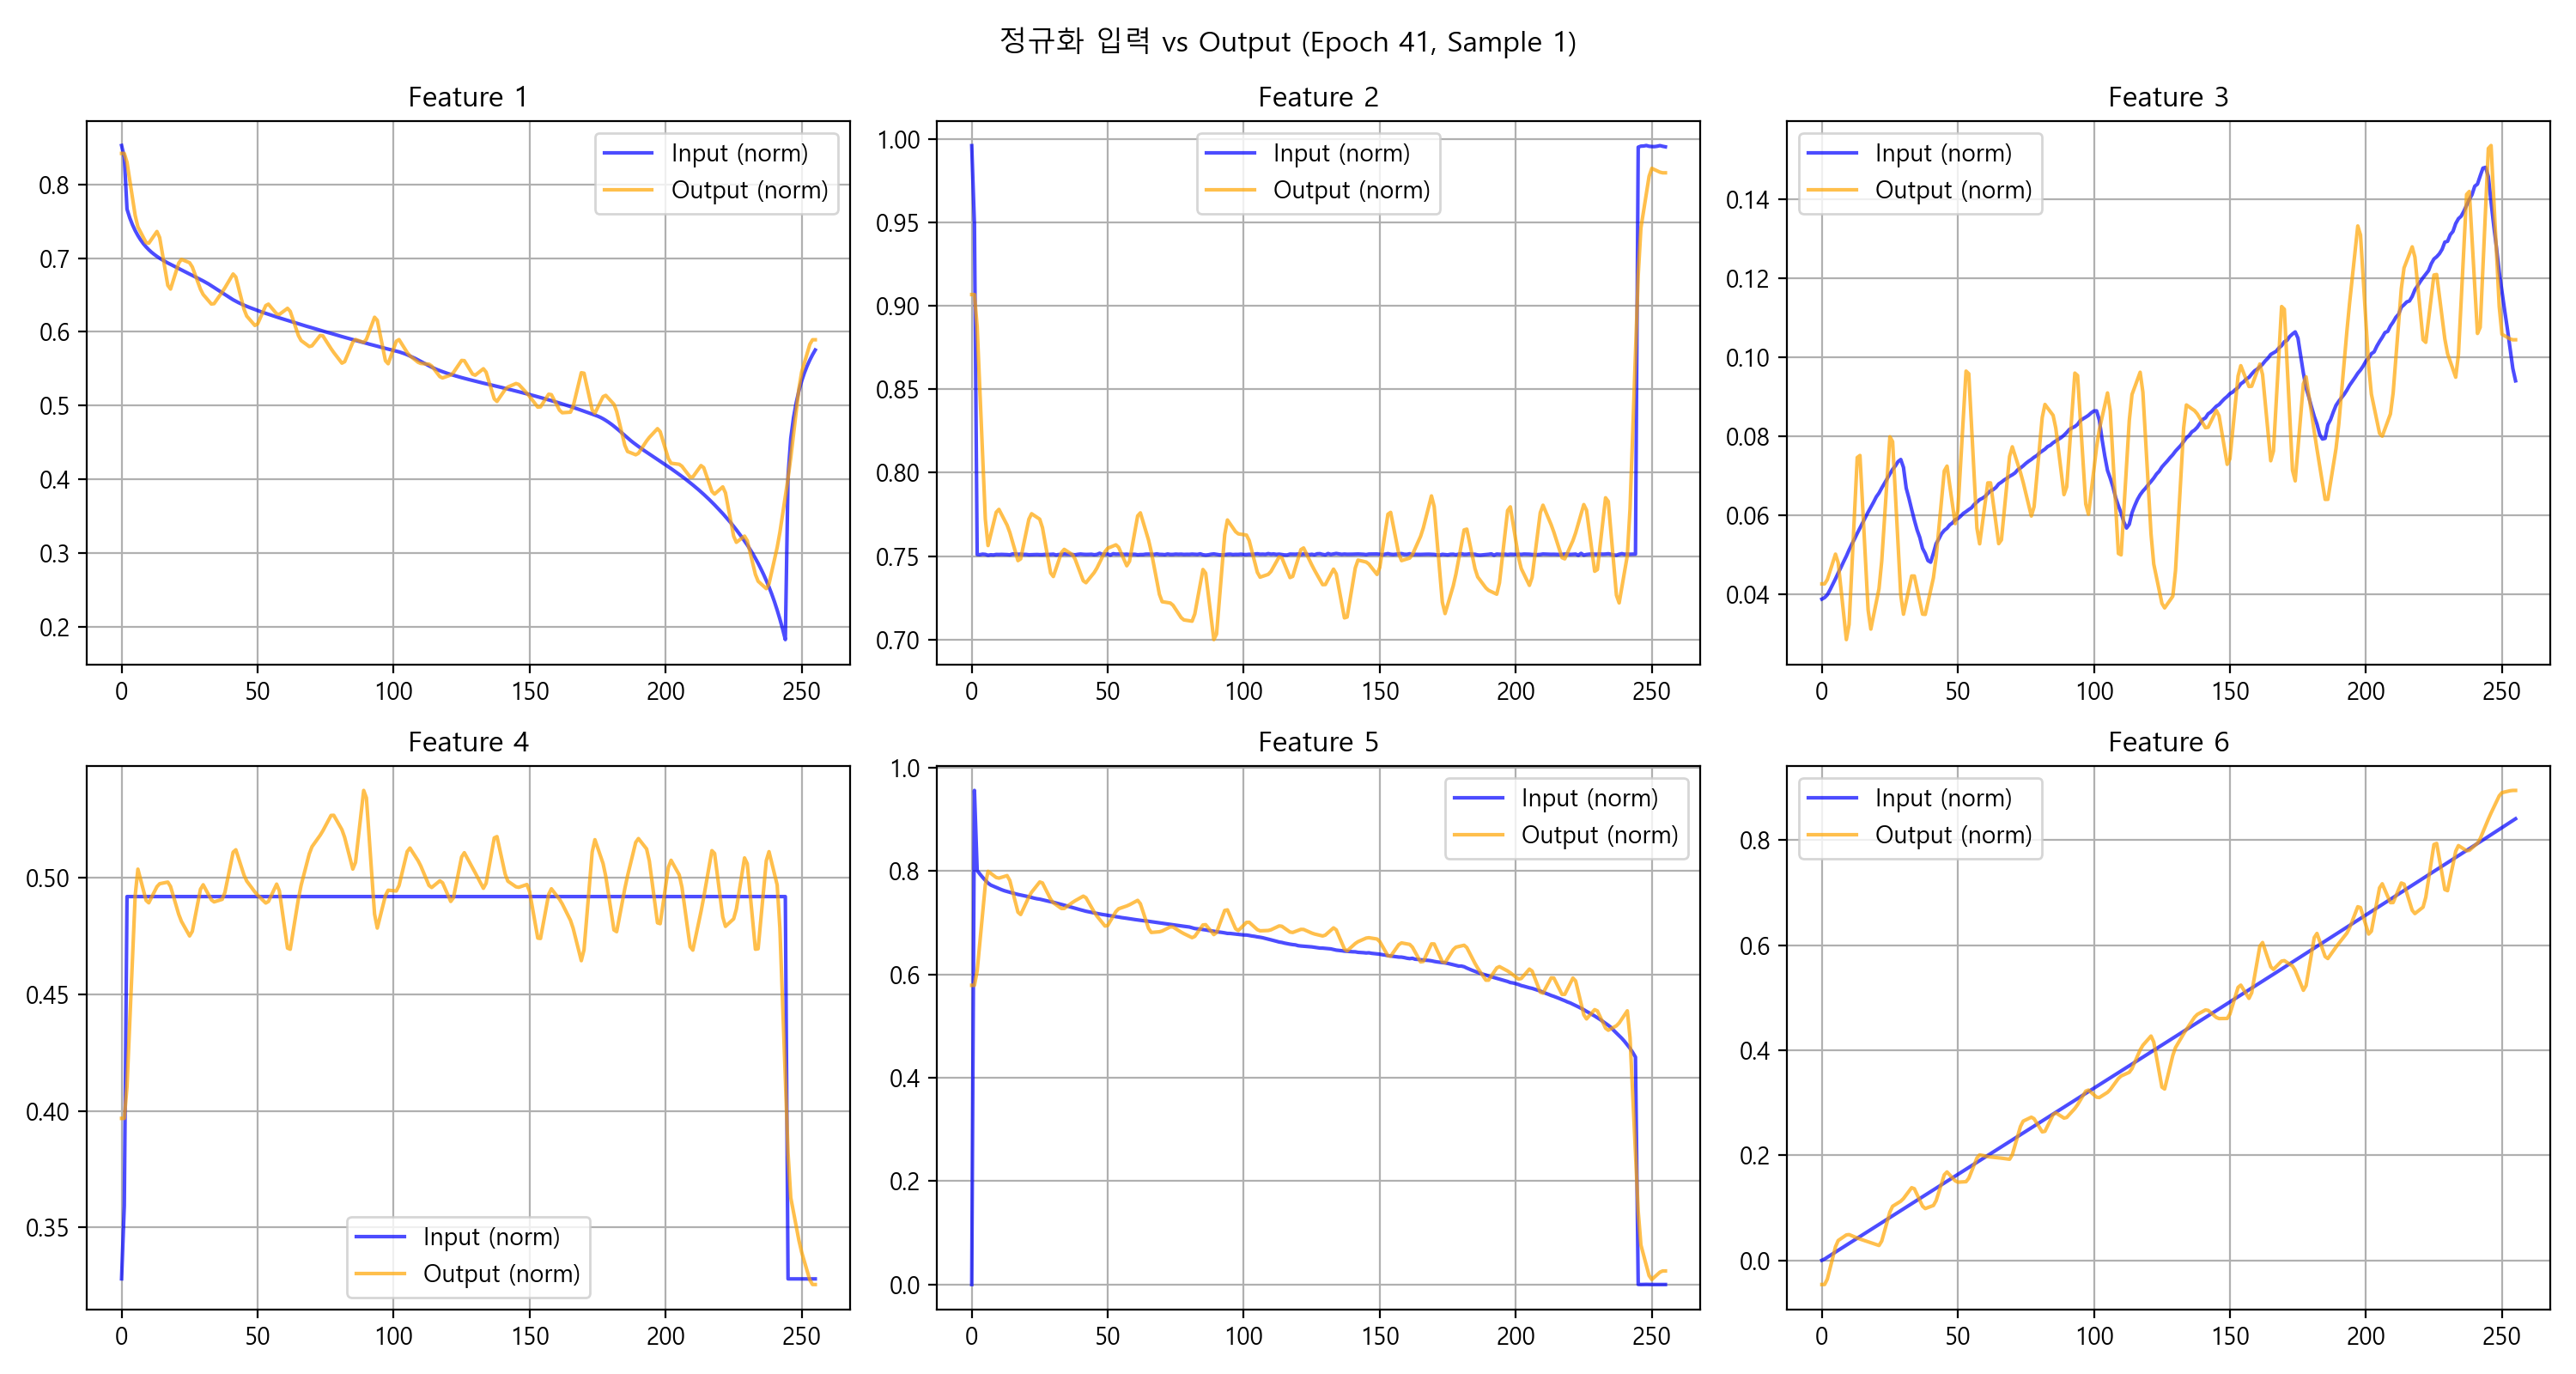 정규화 입력 vs Output (Epoch 41, Sample 1)
Feature 1
Input (norm)
Output (norm)
0.8
0.7
0.6
0.5
0.4
0.3
0.2
0 50 100 150 200 250
Feature 2
Input (norm)
Output (norm)
1.00
0.95
0.90
0.85
0.80
0.75
0.70
0 50 100 150 200 250
Feature 3
Input (norm)
Output (norm)
0.14
0.12
0.10
0.08
0.06
0.04
0 50 100 150 200 250
Feature 4
0.50
0.45
0.40
0.35
Input (norm)
Output (norm)
0 50 100 150 200 250
Feature 5
Input (norm)
Output (norm)
1.0
0.8
0.6
0.4
0.2
0.0
0 50 100 150 200 250
Feature 6
Input (norm)
Output (norm)
0.8
0.6
0.4
0.2
0.0
0 50 100 150 200 250